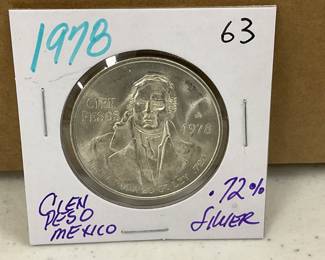 1978
63
CIEN
PESOS
1978
CIEN
PESO
MEXICO
.72%
SILVER